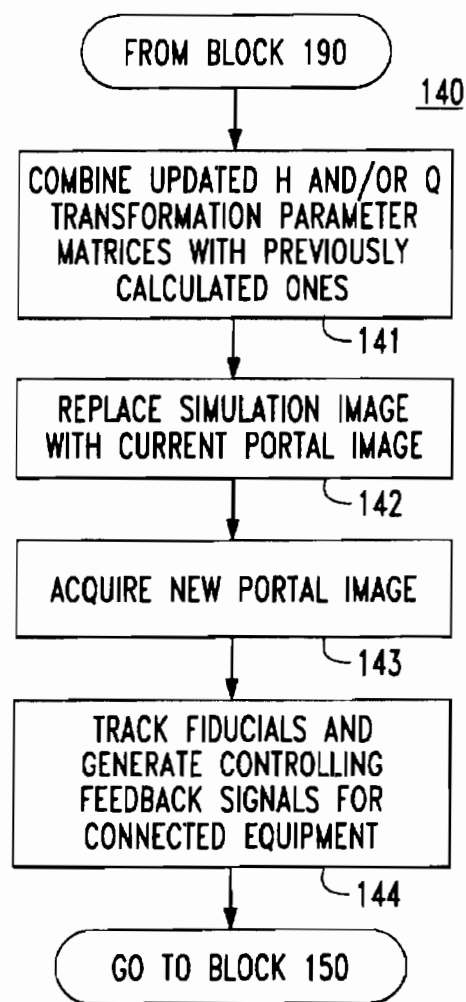 FROM BLOCK 190
140
COMBINE UPDATED H AND/OR Q
TRANSFORMATION PARAMETER
MATRICES WITH PREVIOUSLY
CALCULATED ONES
141
REPLACE SIMULATION IMAGE
WITH CURRENT PORTAL IMAGE
142
ACQUIRE NEW PORTAL IMAGE
143
TRACK FIDUCIALS AND
GENERATE CONTROLLING
FEEDBACK SIGNALS FOR
CONNECTED EQUIPMENT
144
GO TO BLOCK 150